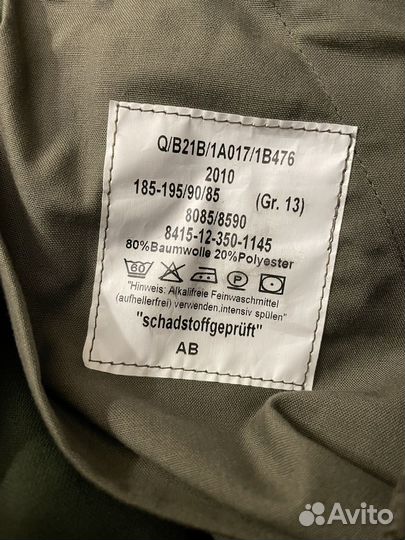 Q/B21B/1A017/1B476
2010
185-195/90/85 (Gr. 13)
8085/8590
8415-12-350-1145
80%Baumwolle 20%Polyester
60 P
"Hinweis: Alkalifreie Feinwaschmittel
(aufhellerfrei) verwenden,intensiv spülen"
"schadstoffgeprüft"
AB
Avito